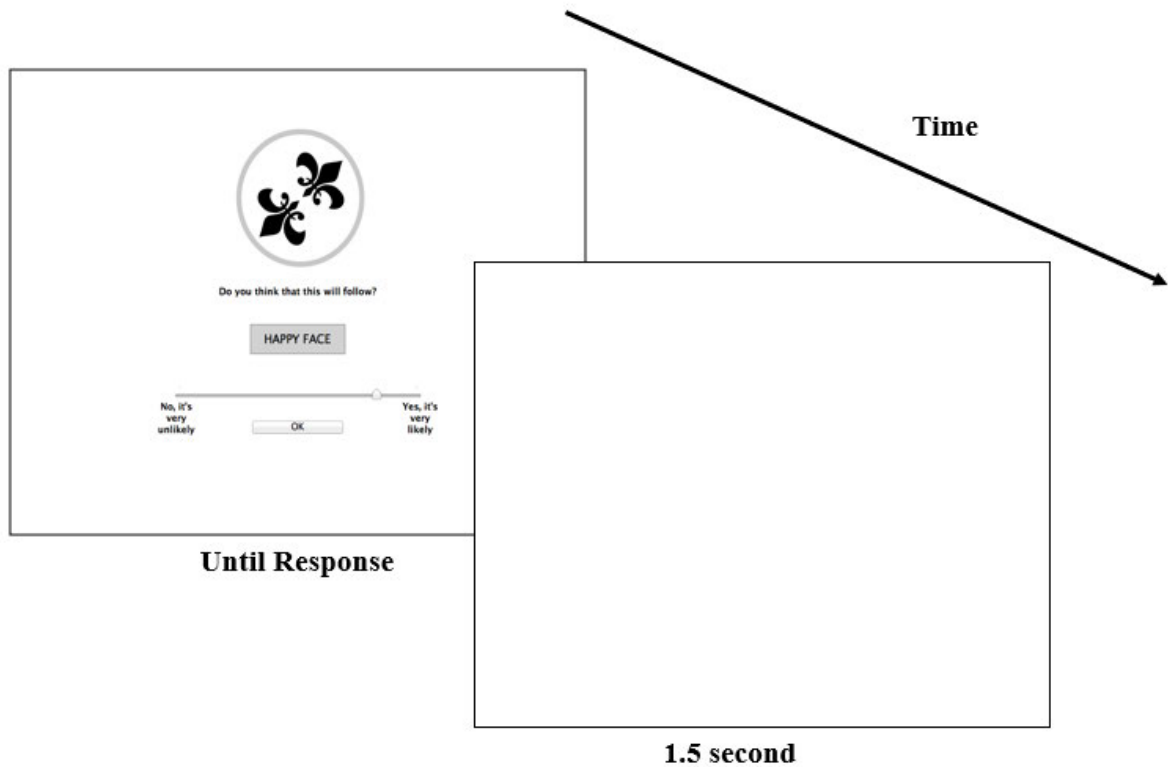 Time
Do you think that this will follow?
HAPPY FACE
No, it's
very
unlikely
Yes, it's
very
likely
OK
Until Response
1.5 second